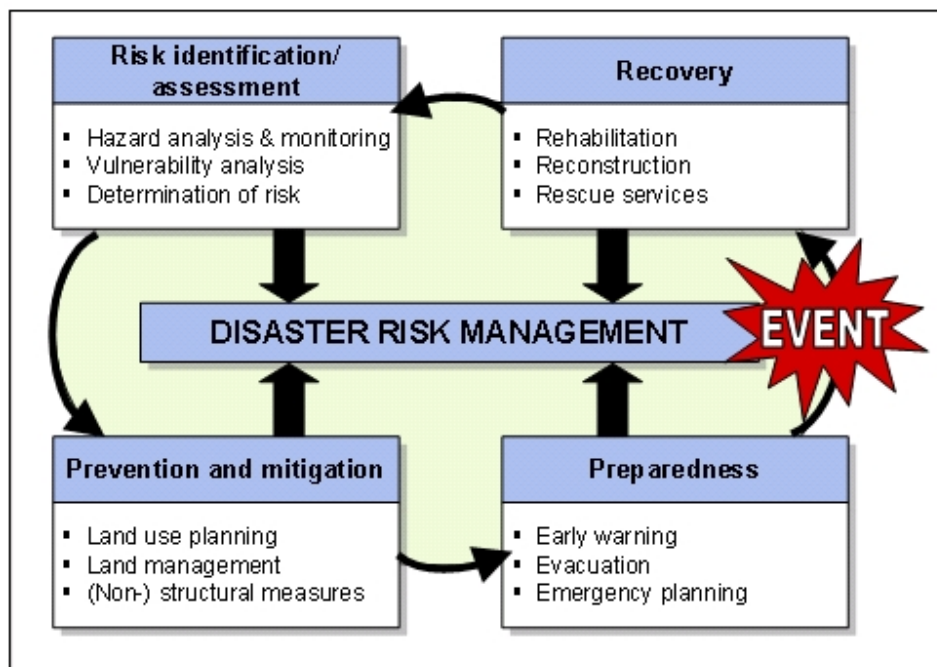 Risk identification/
assessment
▪ Hazard analysis & monitoring
▪ Vulnerability analysis
▪ Determination of risk
Recovery
▪ Rehabilitation
▪ Reconstruction
▪ Rescue services
DISASTER RISK MANAGEMENT
EVENT
Prevention and mitigation
▪ Land use planning
▪ Land management
▪ (Non-) structural measures
Preparedness
▪ Early warning
▪ Evacuation
▪ Emergency planning